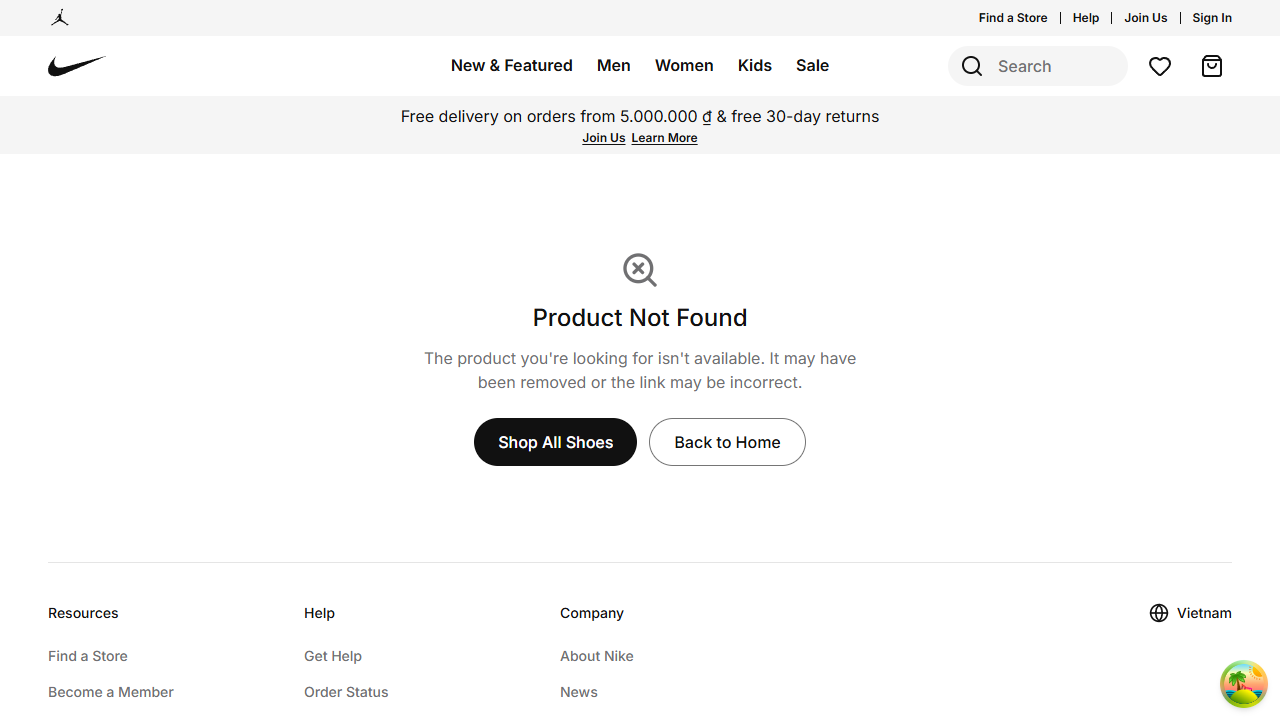 Find a Store
Help
Join Us
Sign In
New & Featured
Men
Women
Kids
Sale
Search
Free delivery on orders from 5.000.000 ₫ & free 30-day returns
Join Us Learn More
Product Not Found
The product you're looking for isn't available. It may have
been removed or the link may be incorrect.
Shop All Shoes
Back to Home
Resources
Find a Store
Become a Member
Help
Get Help
Order Status
Company
About Nike
News
Vietnam